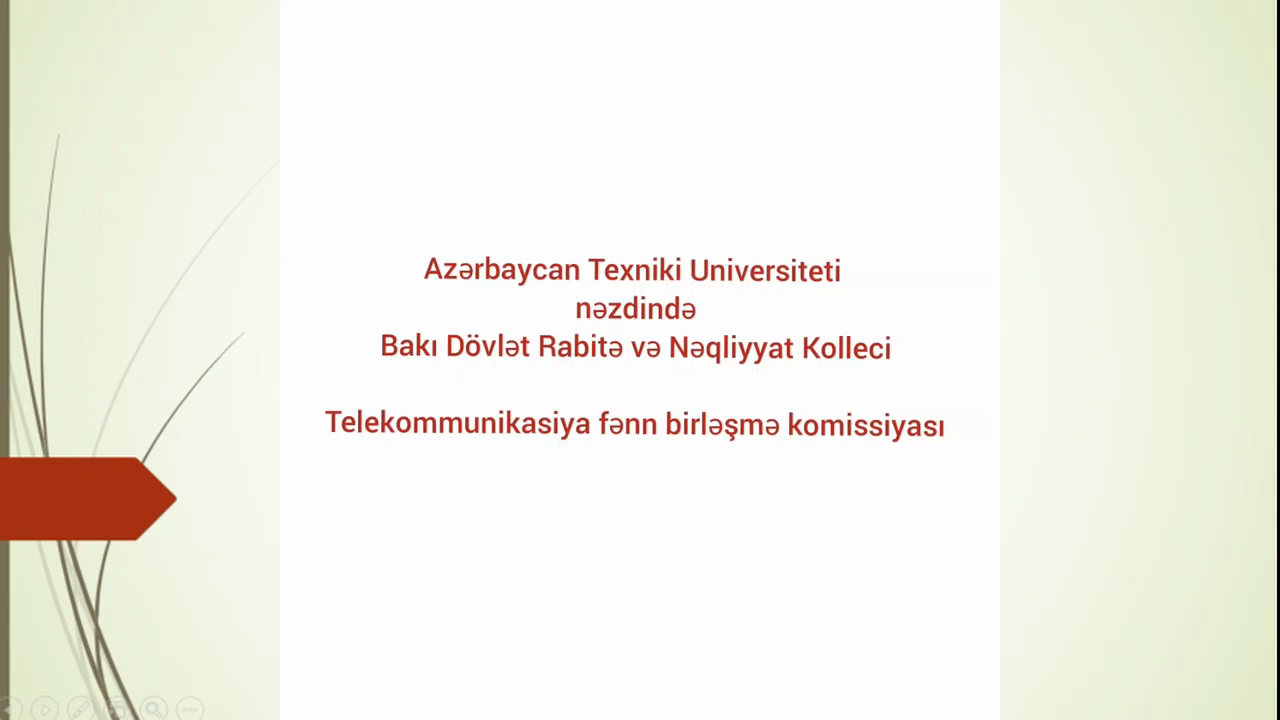 Azərbaycan Texniki Universiteti
nəzdində
Bakı Dövlət Rabitə və Nəqliyyat Kolleci
Telekommunikasiya fənn birləşmə komissiyası